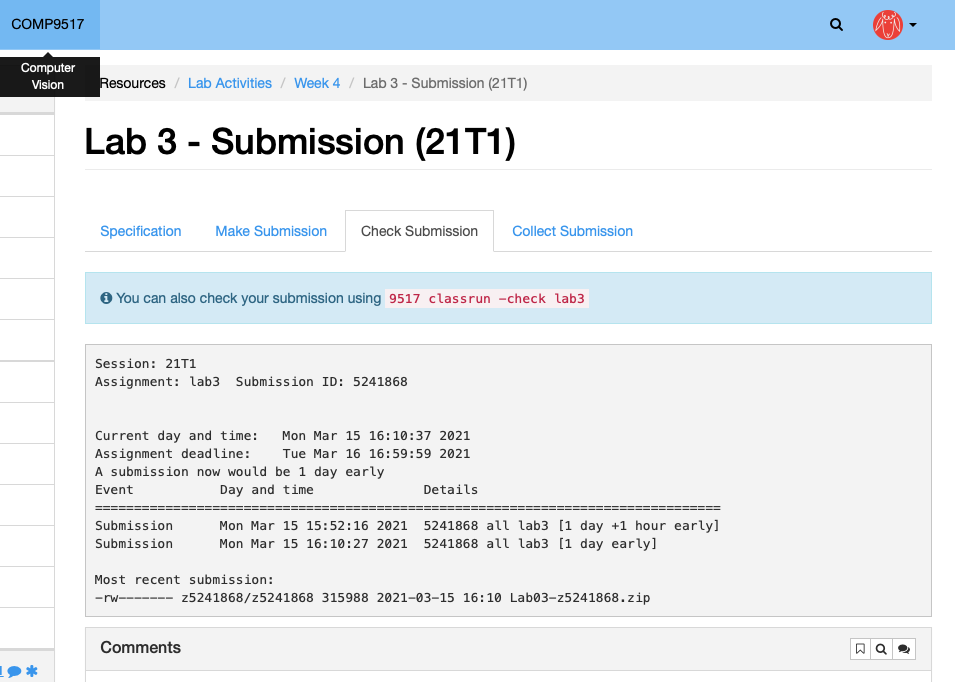 COMP9517
Computer
Vision
Resources / Lab Activities / Week 4 / Lab 3 - Submission (21T1)
Lab 3 - Submission (21T1)
Specification Make Submission Check Submission Collect Submission
You can also check your submission using 9517 classrun -check lab3
Session: 21T1
Assignment: lab3  Submission ID: 5241868
Current day and time:   Mon Mar 15 16:10:37 2021
Assignment deadline:    Tue Mar 16 16:59:59 2021
A submission now would be 1 day early
Event           Day and time              Details
================================================================================
Submission      Mon Mar 15 15:52:16 2021  5241868 all lab3 [1 day +1 hour early]
Submission      Mon Mar 15 16:10:27 2021  5241868 all lab3 [1 day early]
Most recent submission:
-rw------- z5241868/z5241868 315988 2021-03-15 16:10 Lab03-z5241868.zip
Comments